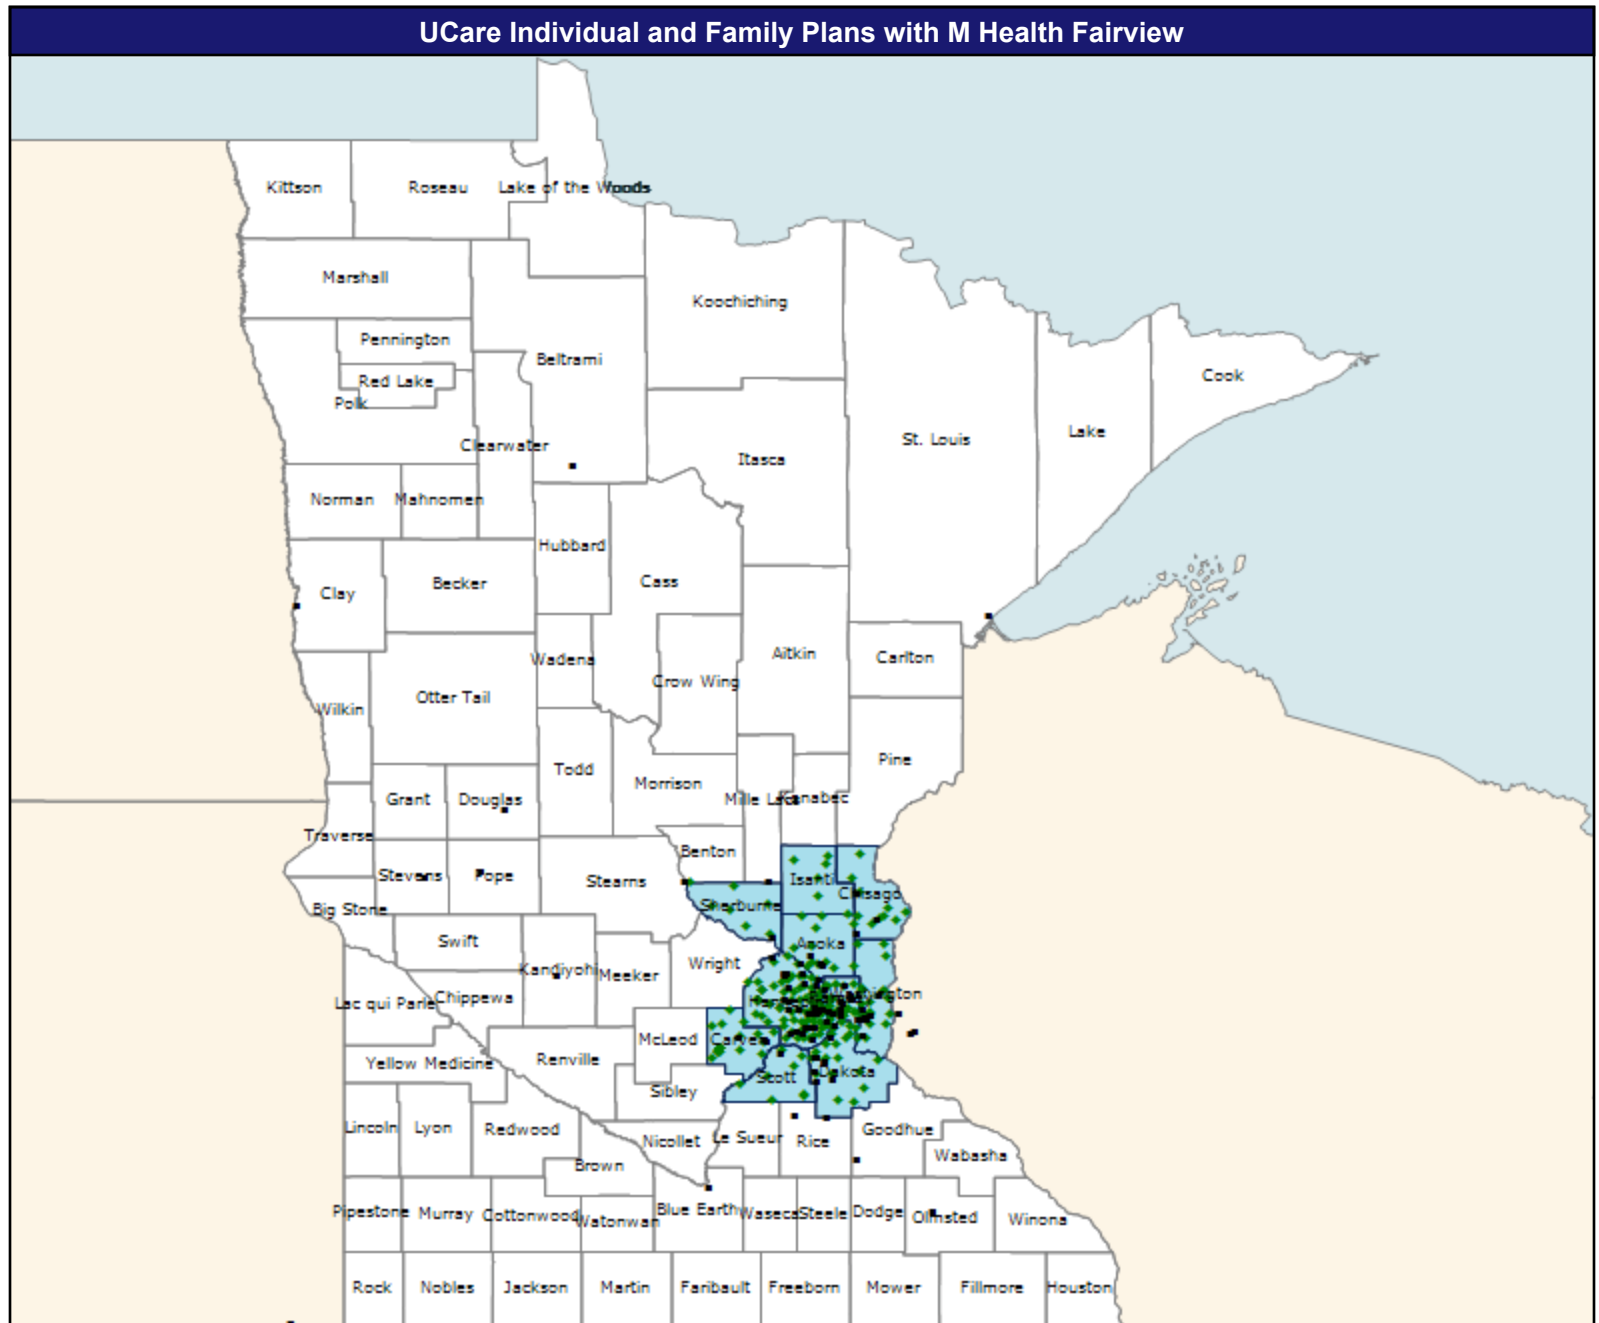 UCare Individual and Family Plans with M Health Fairview
Kittson
Roseau
Lake of the Woods
Marshall
Koochiching
Pennington
Beltrami
Red Lake
Cook
Polk
Lake
St. Louis
Clearwater
Itasca
Norman
Mahnomen
Hubbard
Cass
Becker
Clay
Aitkin
Carlton
Wadena
Crow Wing
Otter Tail
Wilkin
Pine
Todd
Morrison
Grant
Douglas
Mille Lacs
Kanabec
Traverse
Benton
Stevens
Pope
Stearns
Isanti
Chisago
Big Stone
Sherburne
Swift
Anoka
Wright
Kandiyohi
Meeker
Lac qui Parle
Chippewa
Washington
McLeod
Carver
Yellow Medicine
Renville
Scott
Dakota
Sibley
Lincoln
Lyon
Redwood
Nicollet
Le Sueur
Rice
Goodhue
Wabasha
Brown
Pipestone
Murray
Cottonwood
Watonwan
Blue Earth
Waseca
Steele
Dodge
Olmsted
Winona
Rock
Nobles
Jackson
Martin
Faribault
Freeborn
Mower
Fillmore
Houston